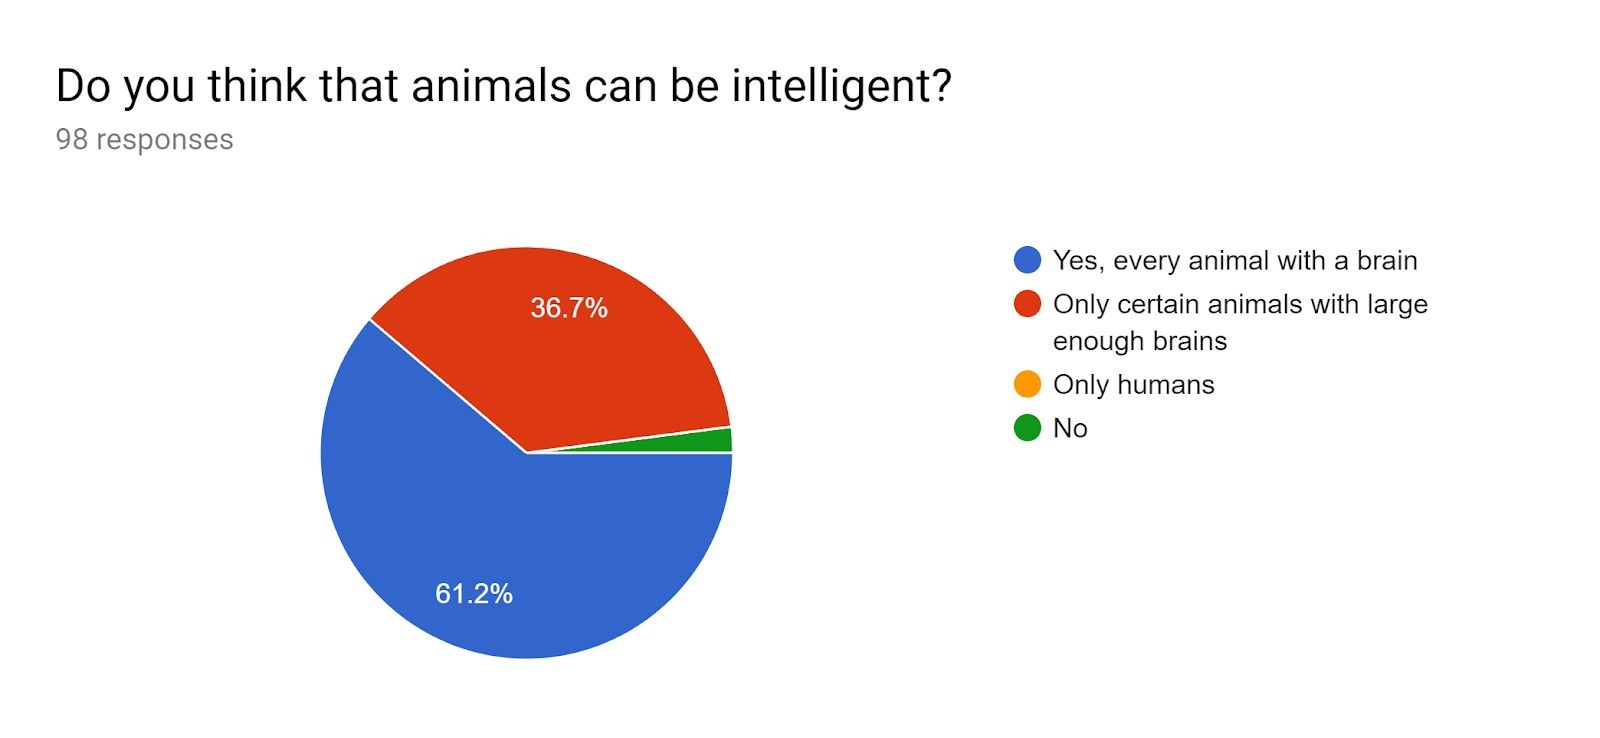 Do you think that animals can be intelligent?
98 responses
36.7%
61.2%
Yes, every animal with a brain
Only certain animals with large
enough brains
Only humans
No